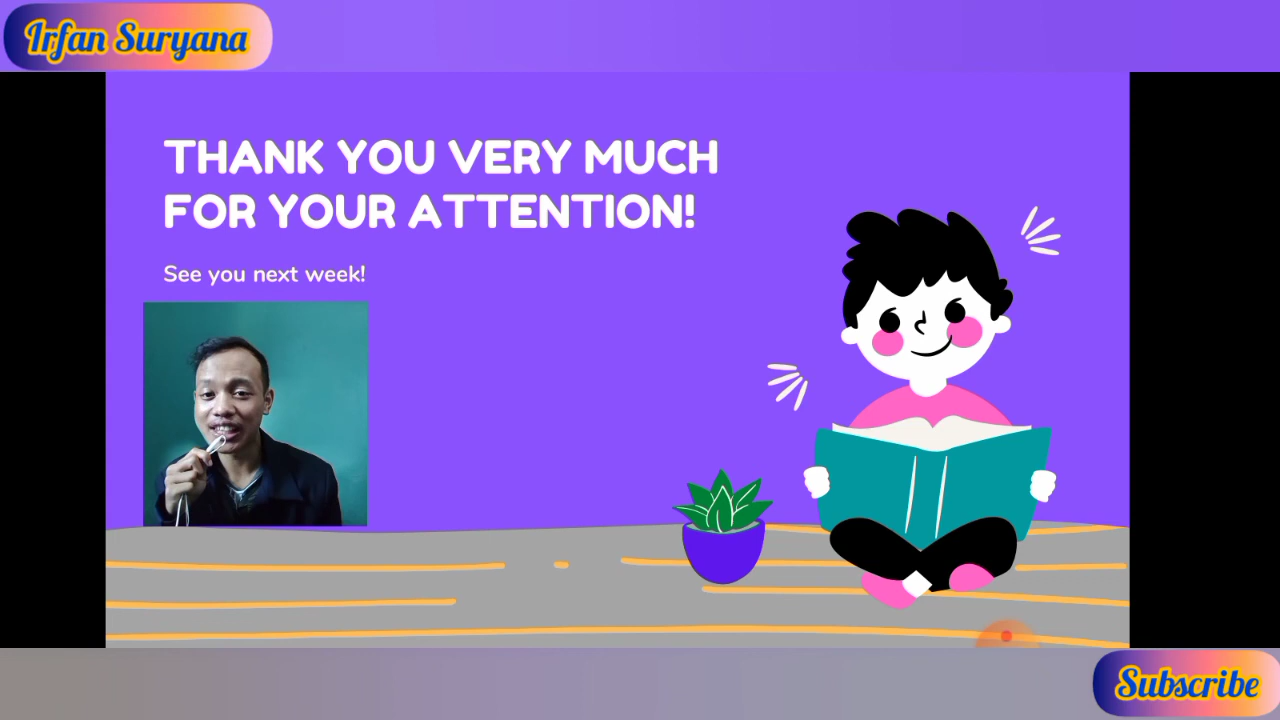 Irfan Suryana
THANK YOU VERY MUCH
FOR YOUR ATTENTION!
See you next week!
Subscribe